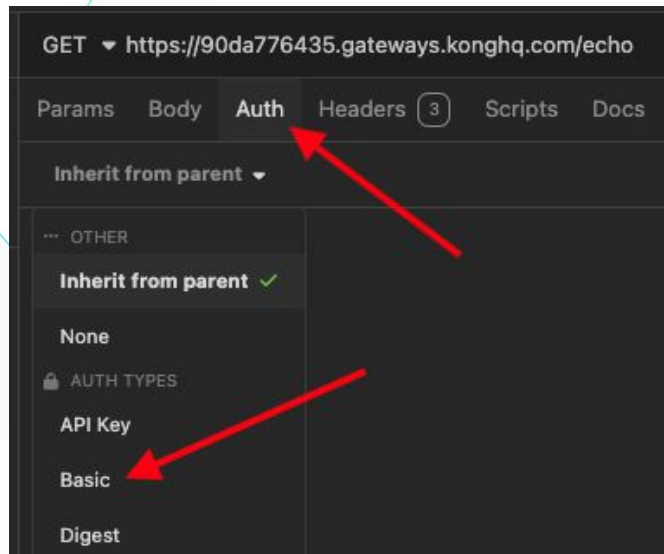 GET https://90da776435.gateways.konghq.com/echo
Params Body Auth Headers 3 Scripts Docs
Inherit from parent
··· OTHER
Inherit from parent ✓
None
AUTH TYPES
API Key
Basic
Digest